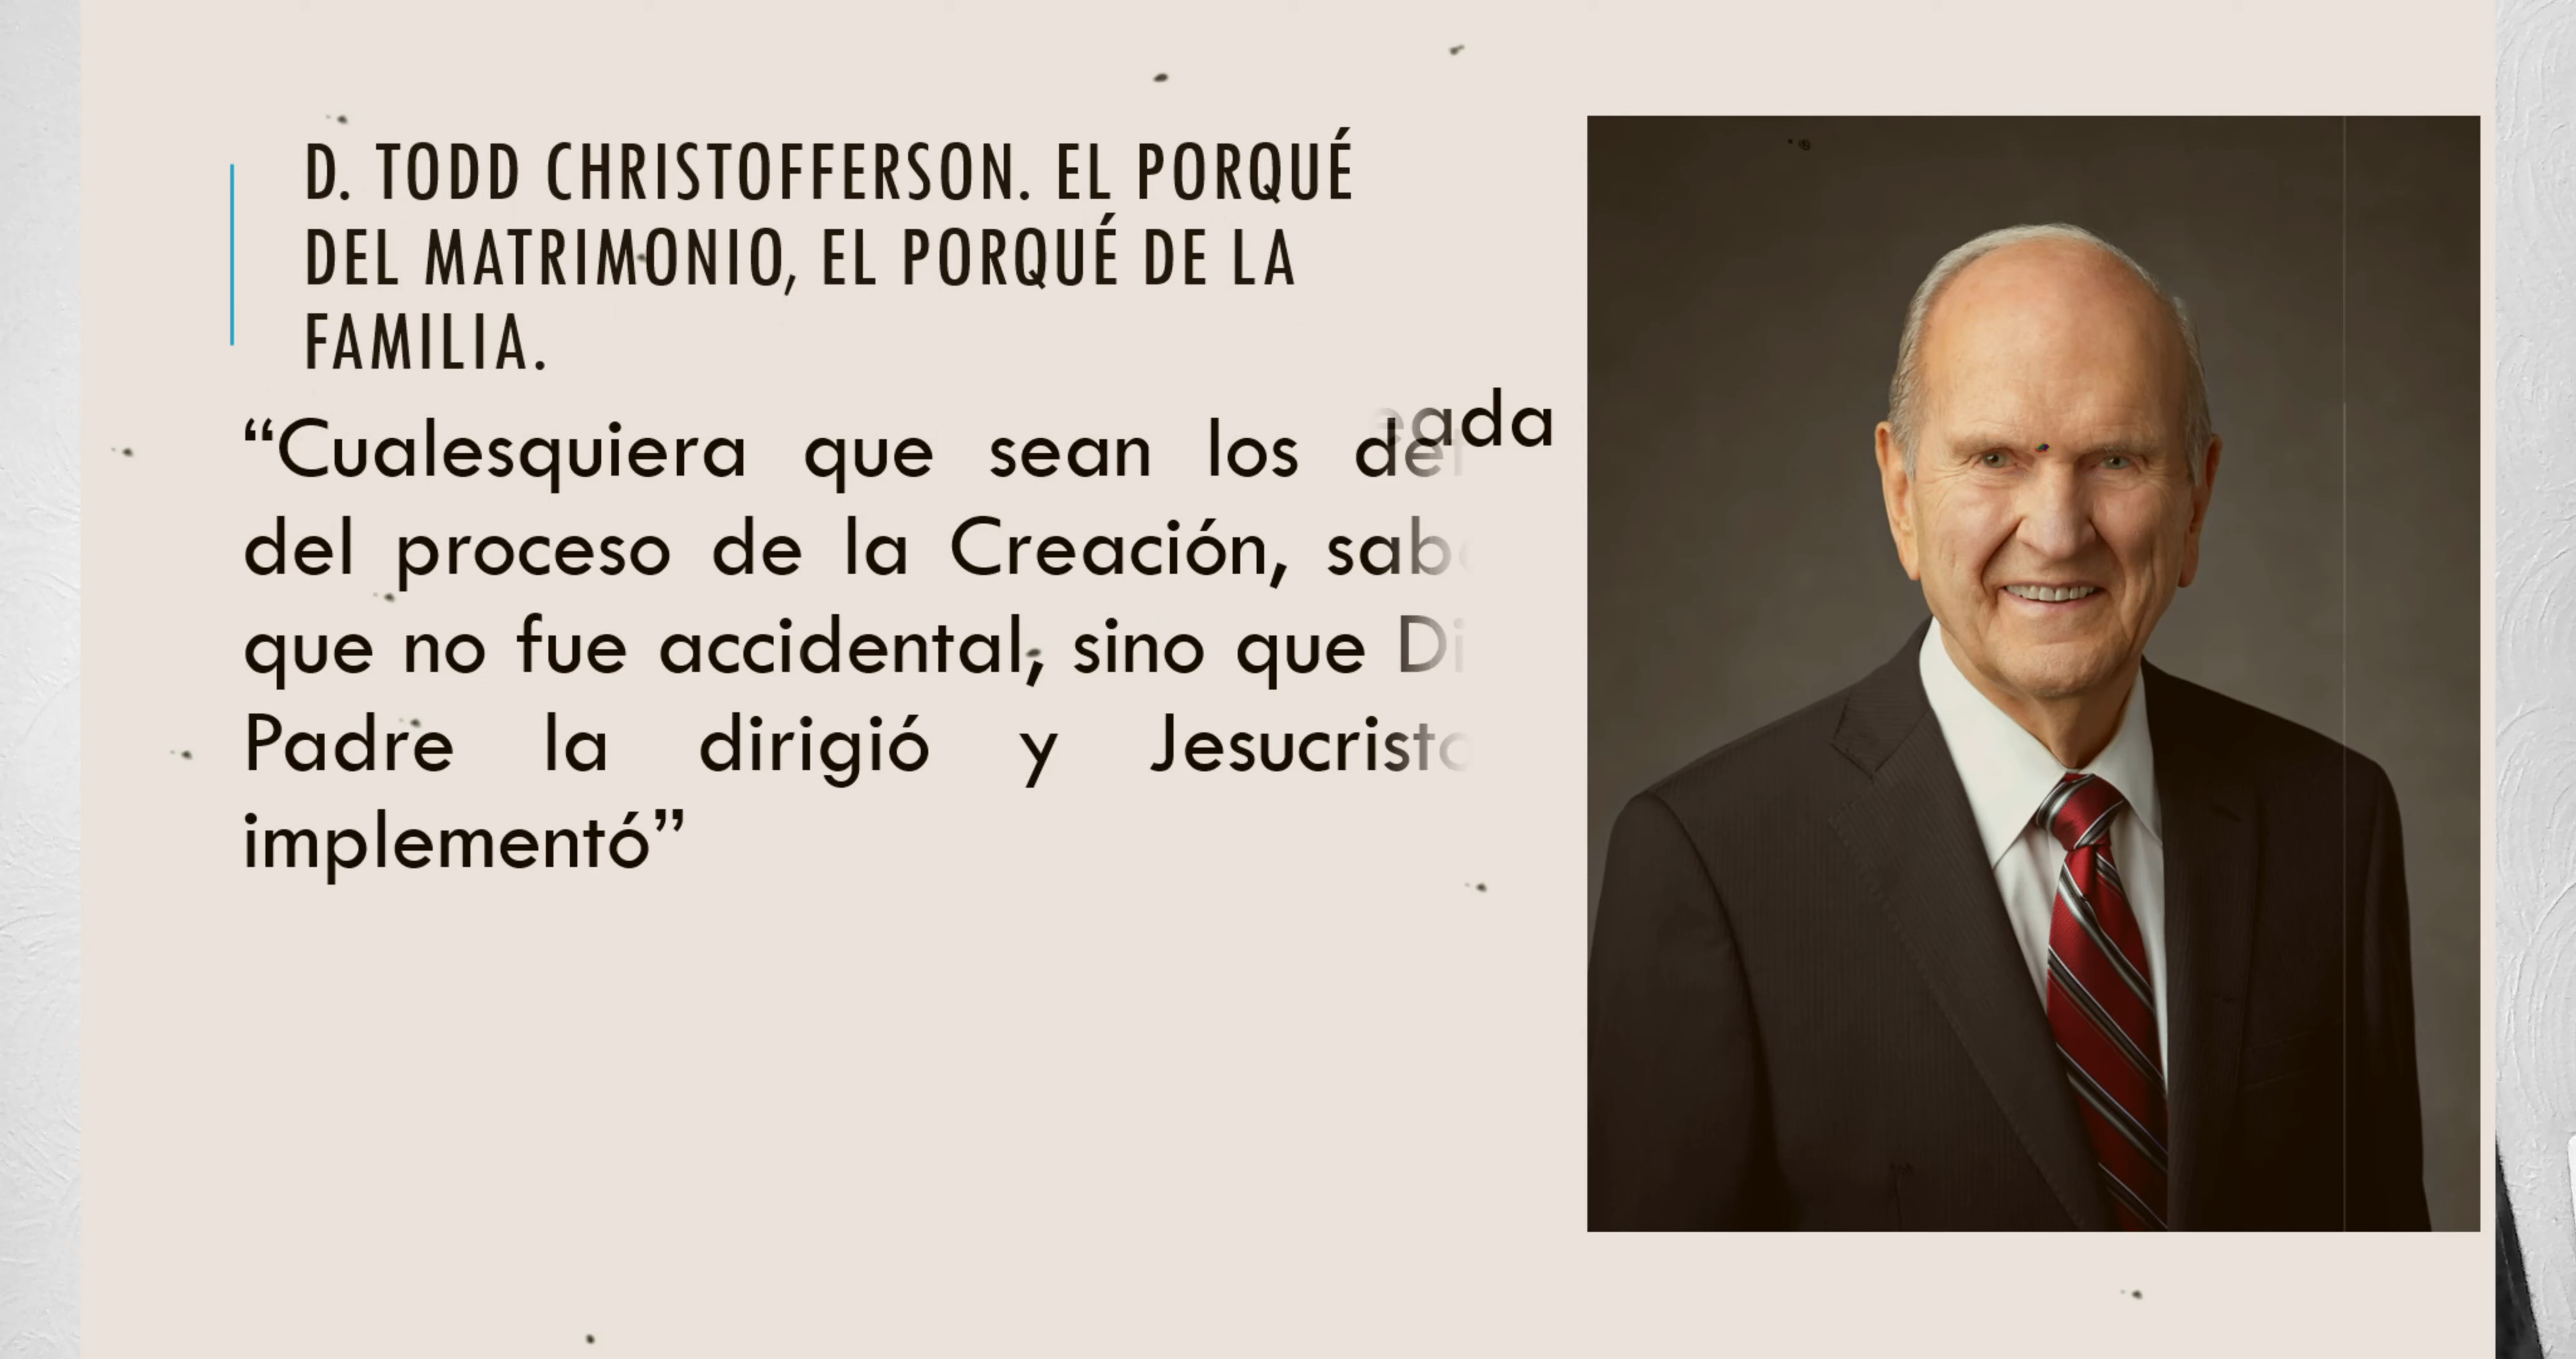 D. TODD CHRISTOFFERSON. EL PORQUÉ
DEL MATRIMONIO, EL PORQUÉ DE LA
FAMILIA.
“Cualesquiera que sean los
del proceso de la Creación,
que no fue accidental, sino que
Padre la dirigió y Jesucristo
implementó”